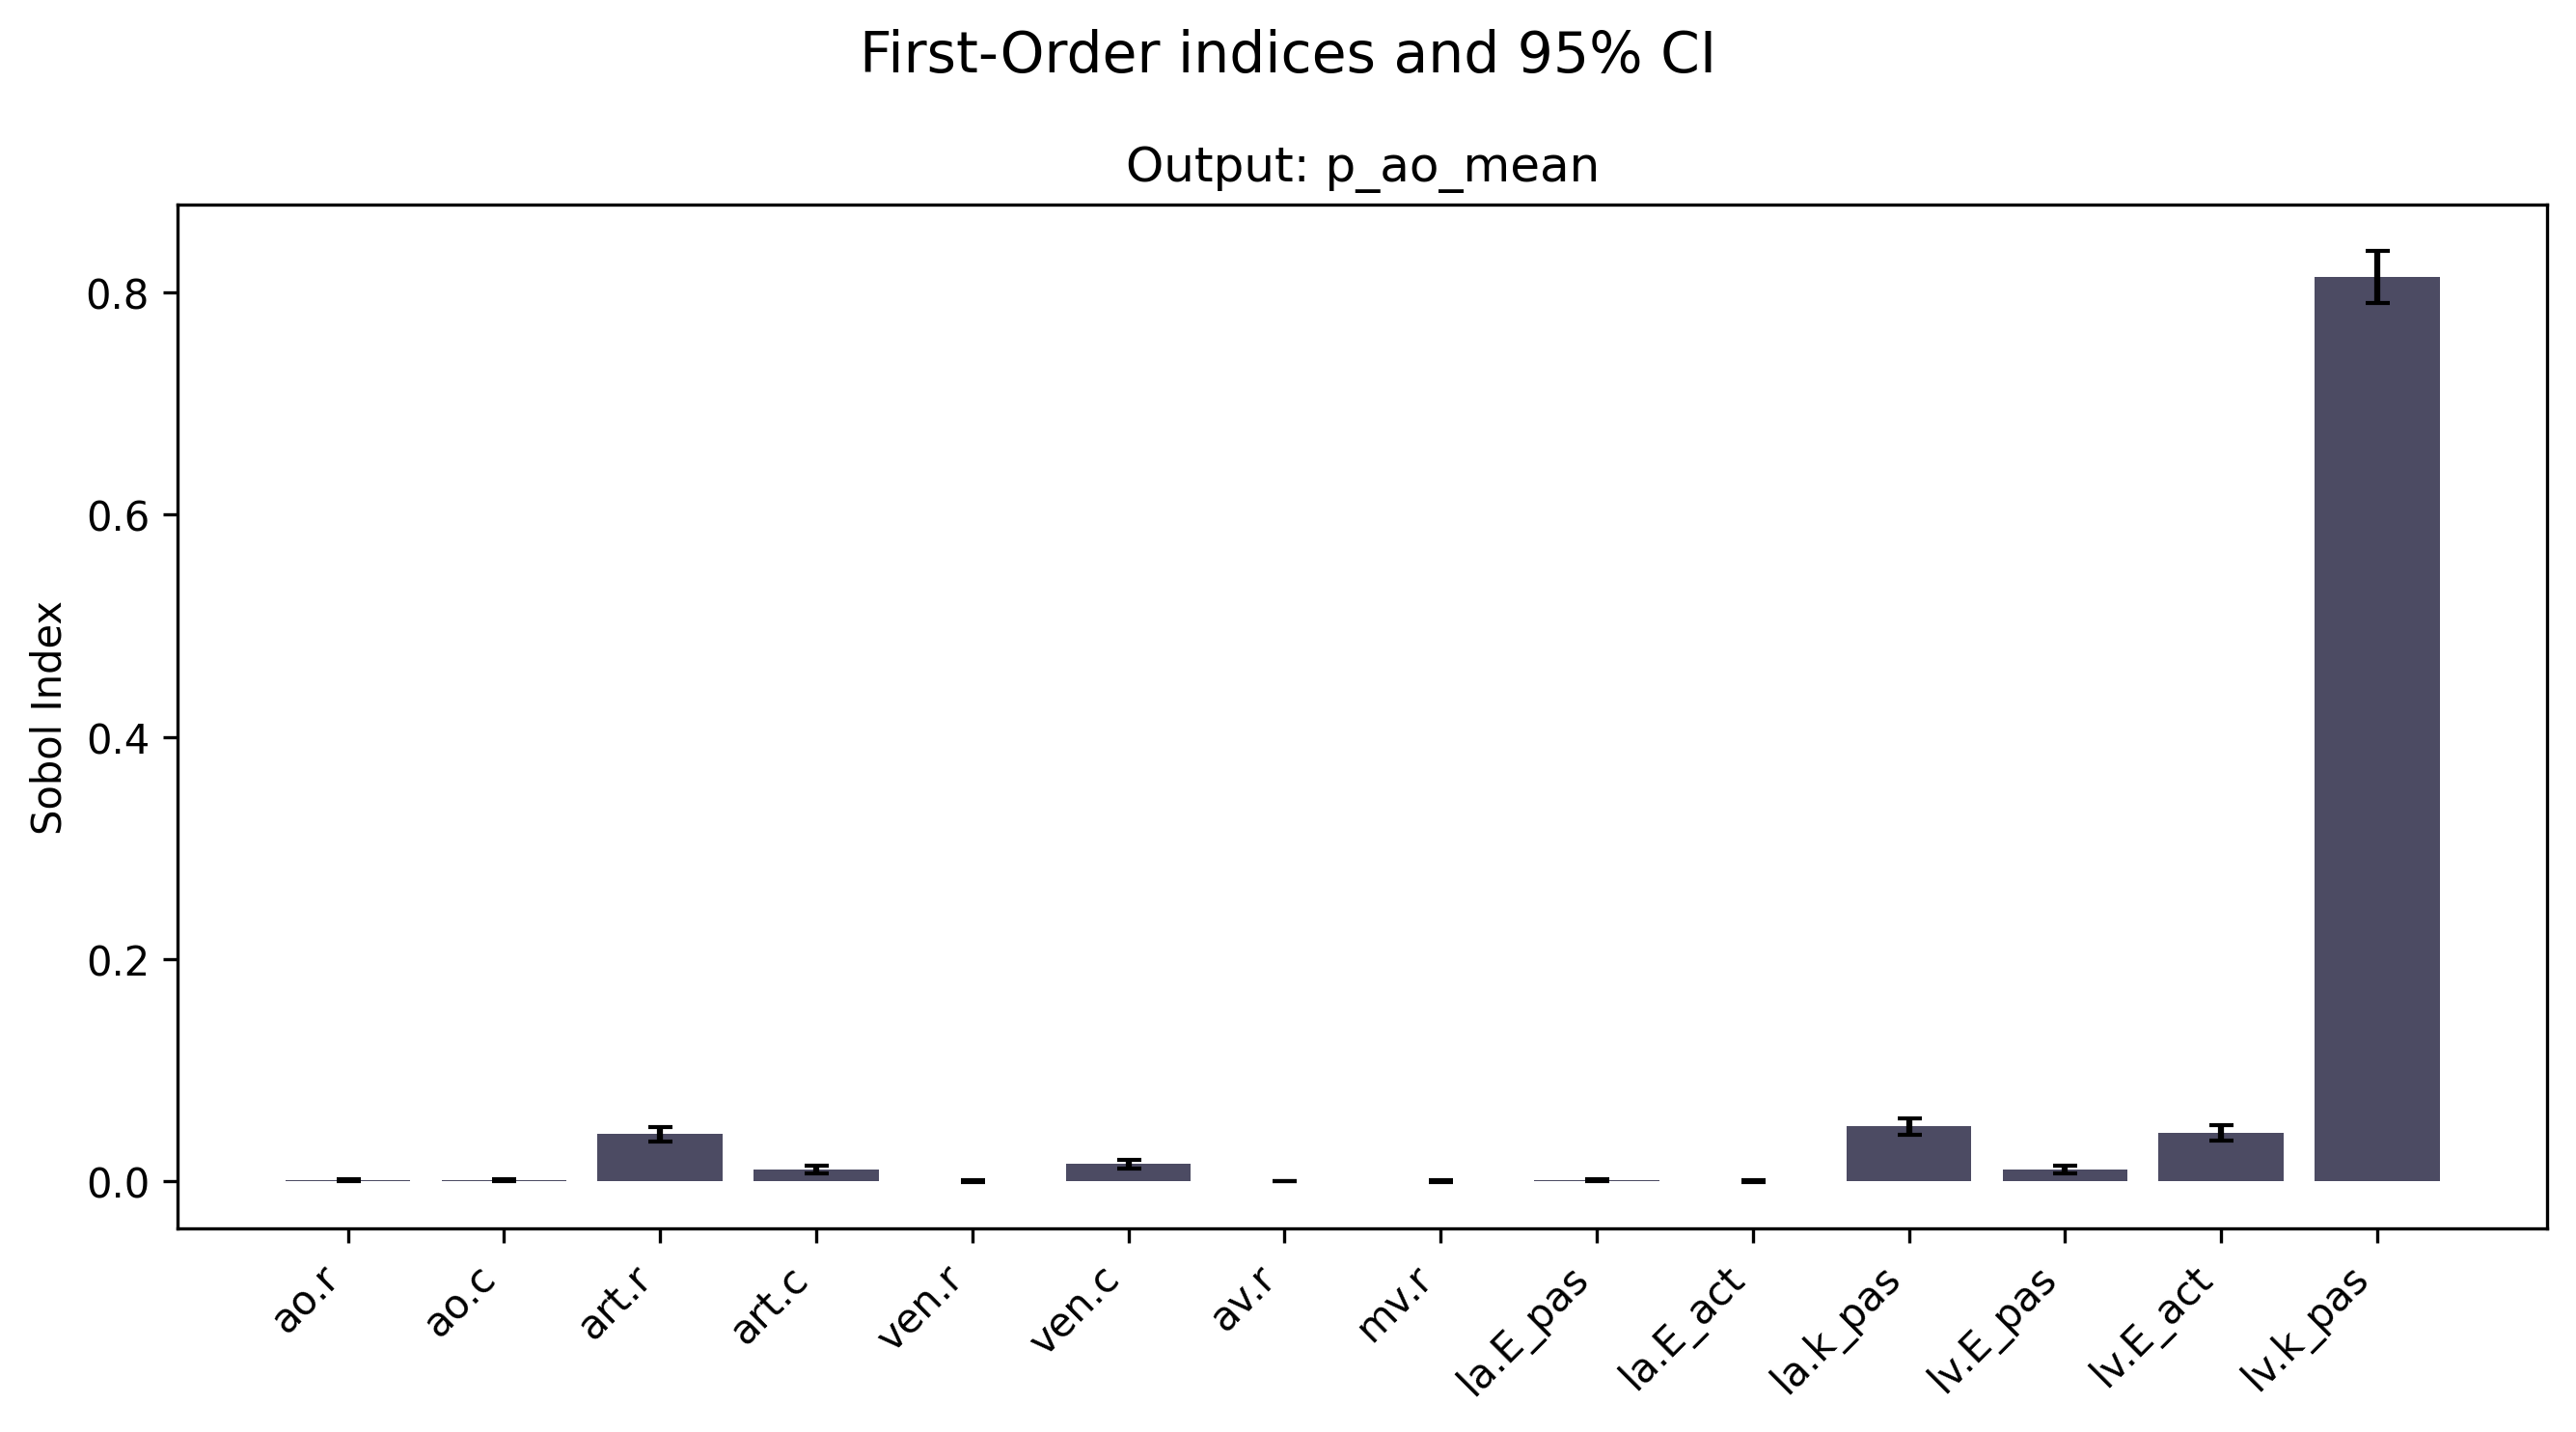 First-Order indices and 95% CI
Output: p_ao_mean
Sobol Index
0.8
0.6
0.4
0.2
0.0
ao.r
ao.c
art.r
art.c
ven.r
ven.c
av.r
mv.r
la.E_pas
la.E_act
la.k_pas
lv.E_pas
lv.E_act
lv.k_pas